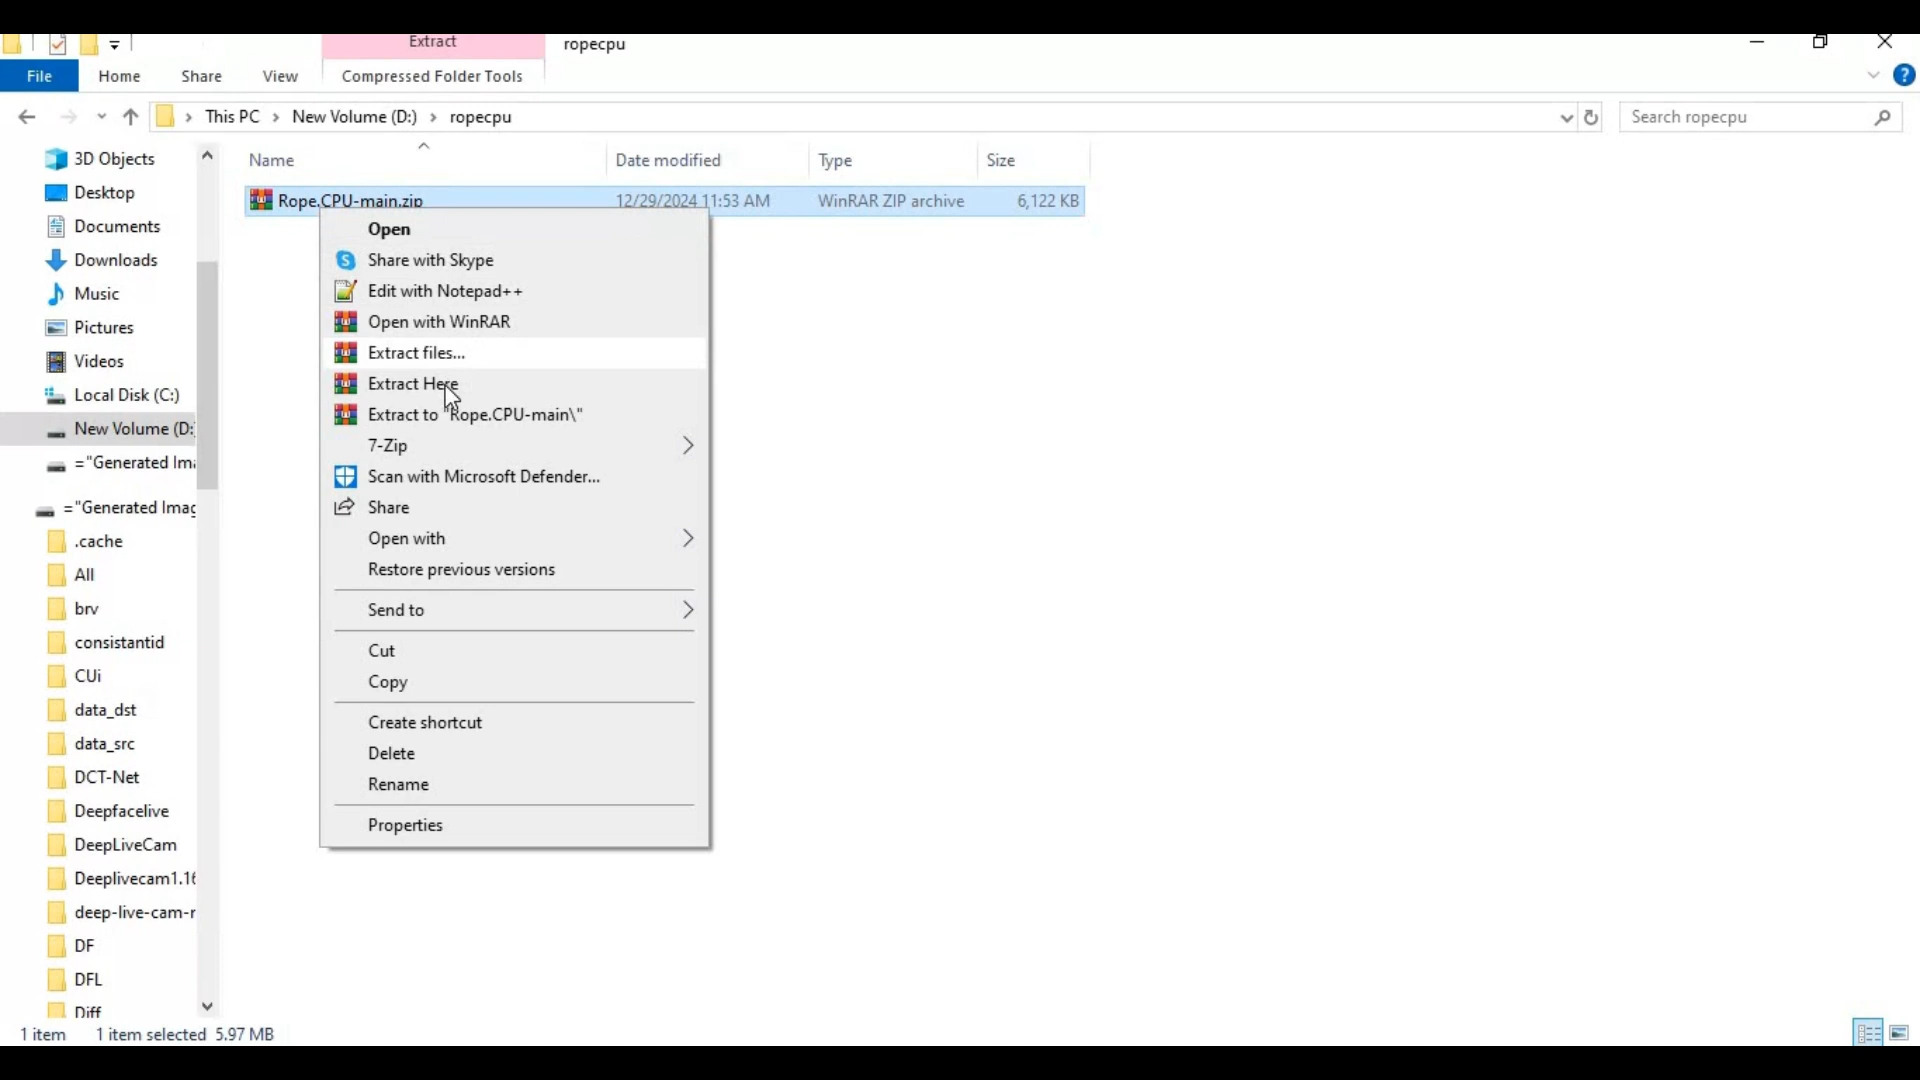 Extract
ropecpu
File
Home
Share
View
Compressed Folder Tools
?
This PC
New Volume (D:)
ropecpu
Search ropecpu
Name
Date modified
Type
Size
Rope.CPU-main.zip
12/29/2024 11:53 AM
WinRAR ZIP archive
6,122 KB
3D Objects
Desktop
Documents
Downloads
Music
Pictures
Videos
Local Disk (C:)
New Volume (D:
="Generated Ima
="Generated Imag
.cache
All
brv
consistantid
CUi
data_dst
data_src
DCT-Net
Deepfacelive
DeepLiveCam
Deeplivecam1.16
deep-live-cam-r
DF
DFL
Diff
Open
Share with Skype
Edit with Notepad++
Open with WinRAR
Extract files...
Extract Here
Extract to "Rope.CPU-main\"
7-Zip
Scan with Microsoft Defender...
Share
Open with
Restore previous versions
Send to
Cut
Copy
Create shortcut
Delete
Rename
Properties
1 item
1 item selected 5.97 MB